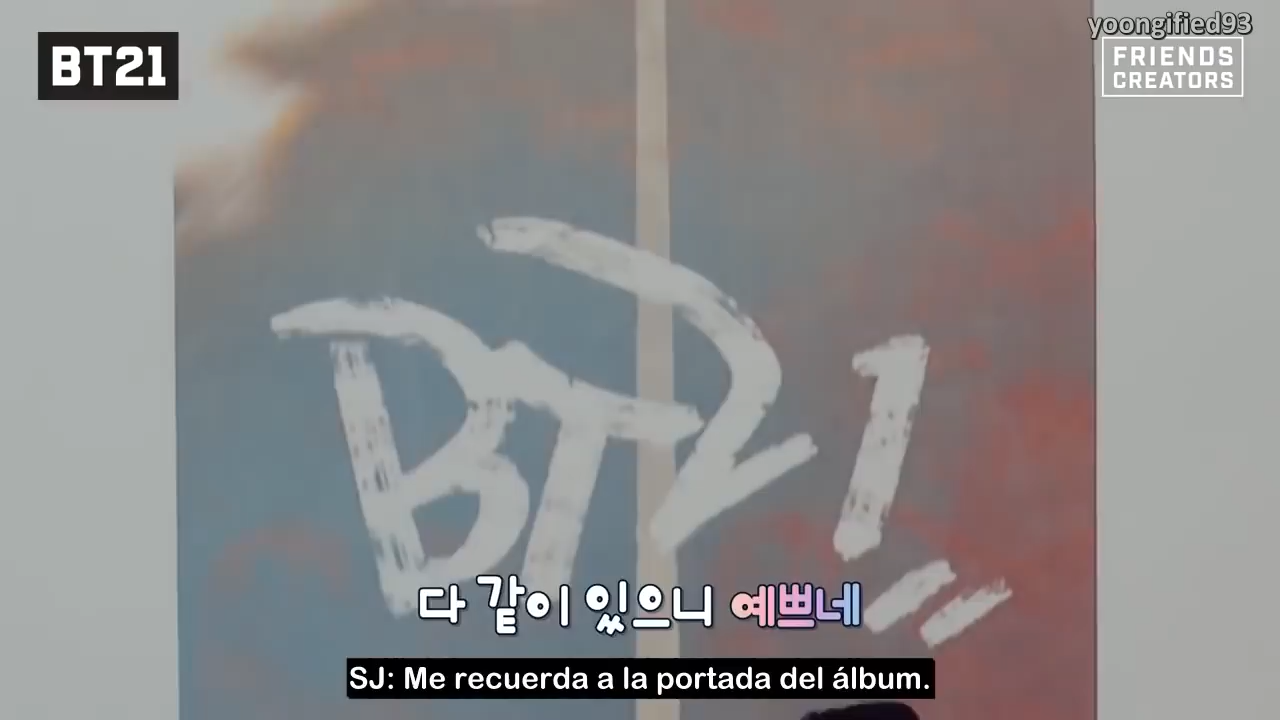 BT21
yoongified93
FRIENDS
CREATORS
BT21
다 같이 있으니 예쁘네
SJ: Me recuerda a la portada del álbum.